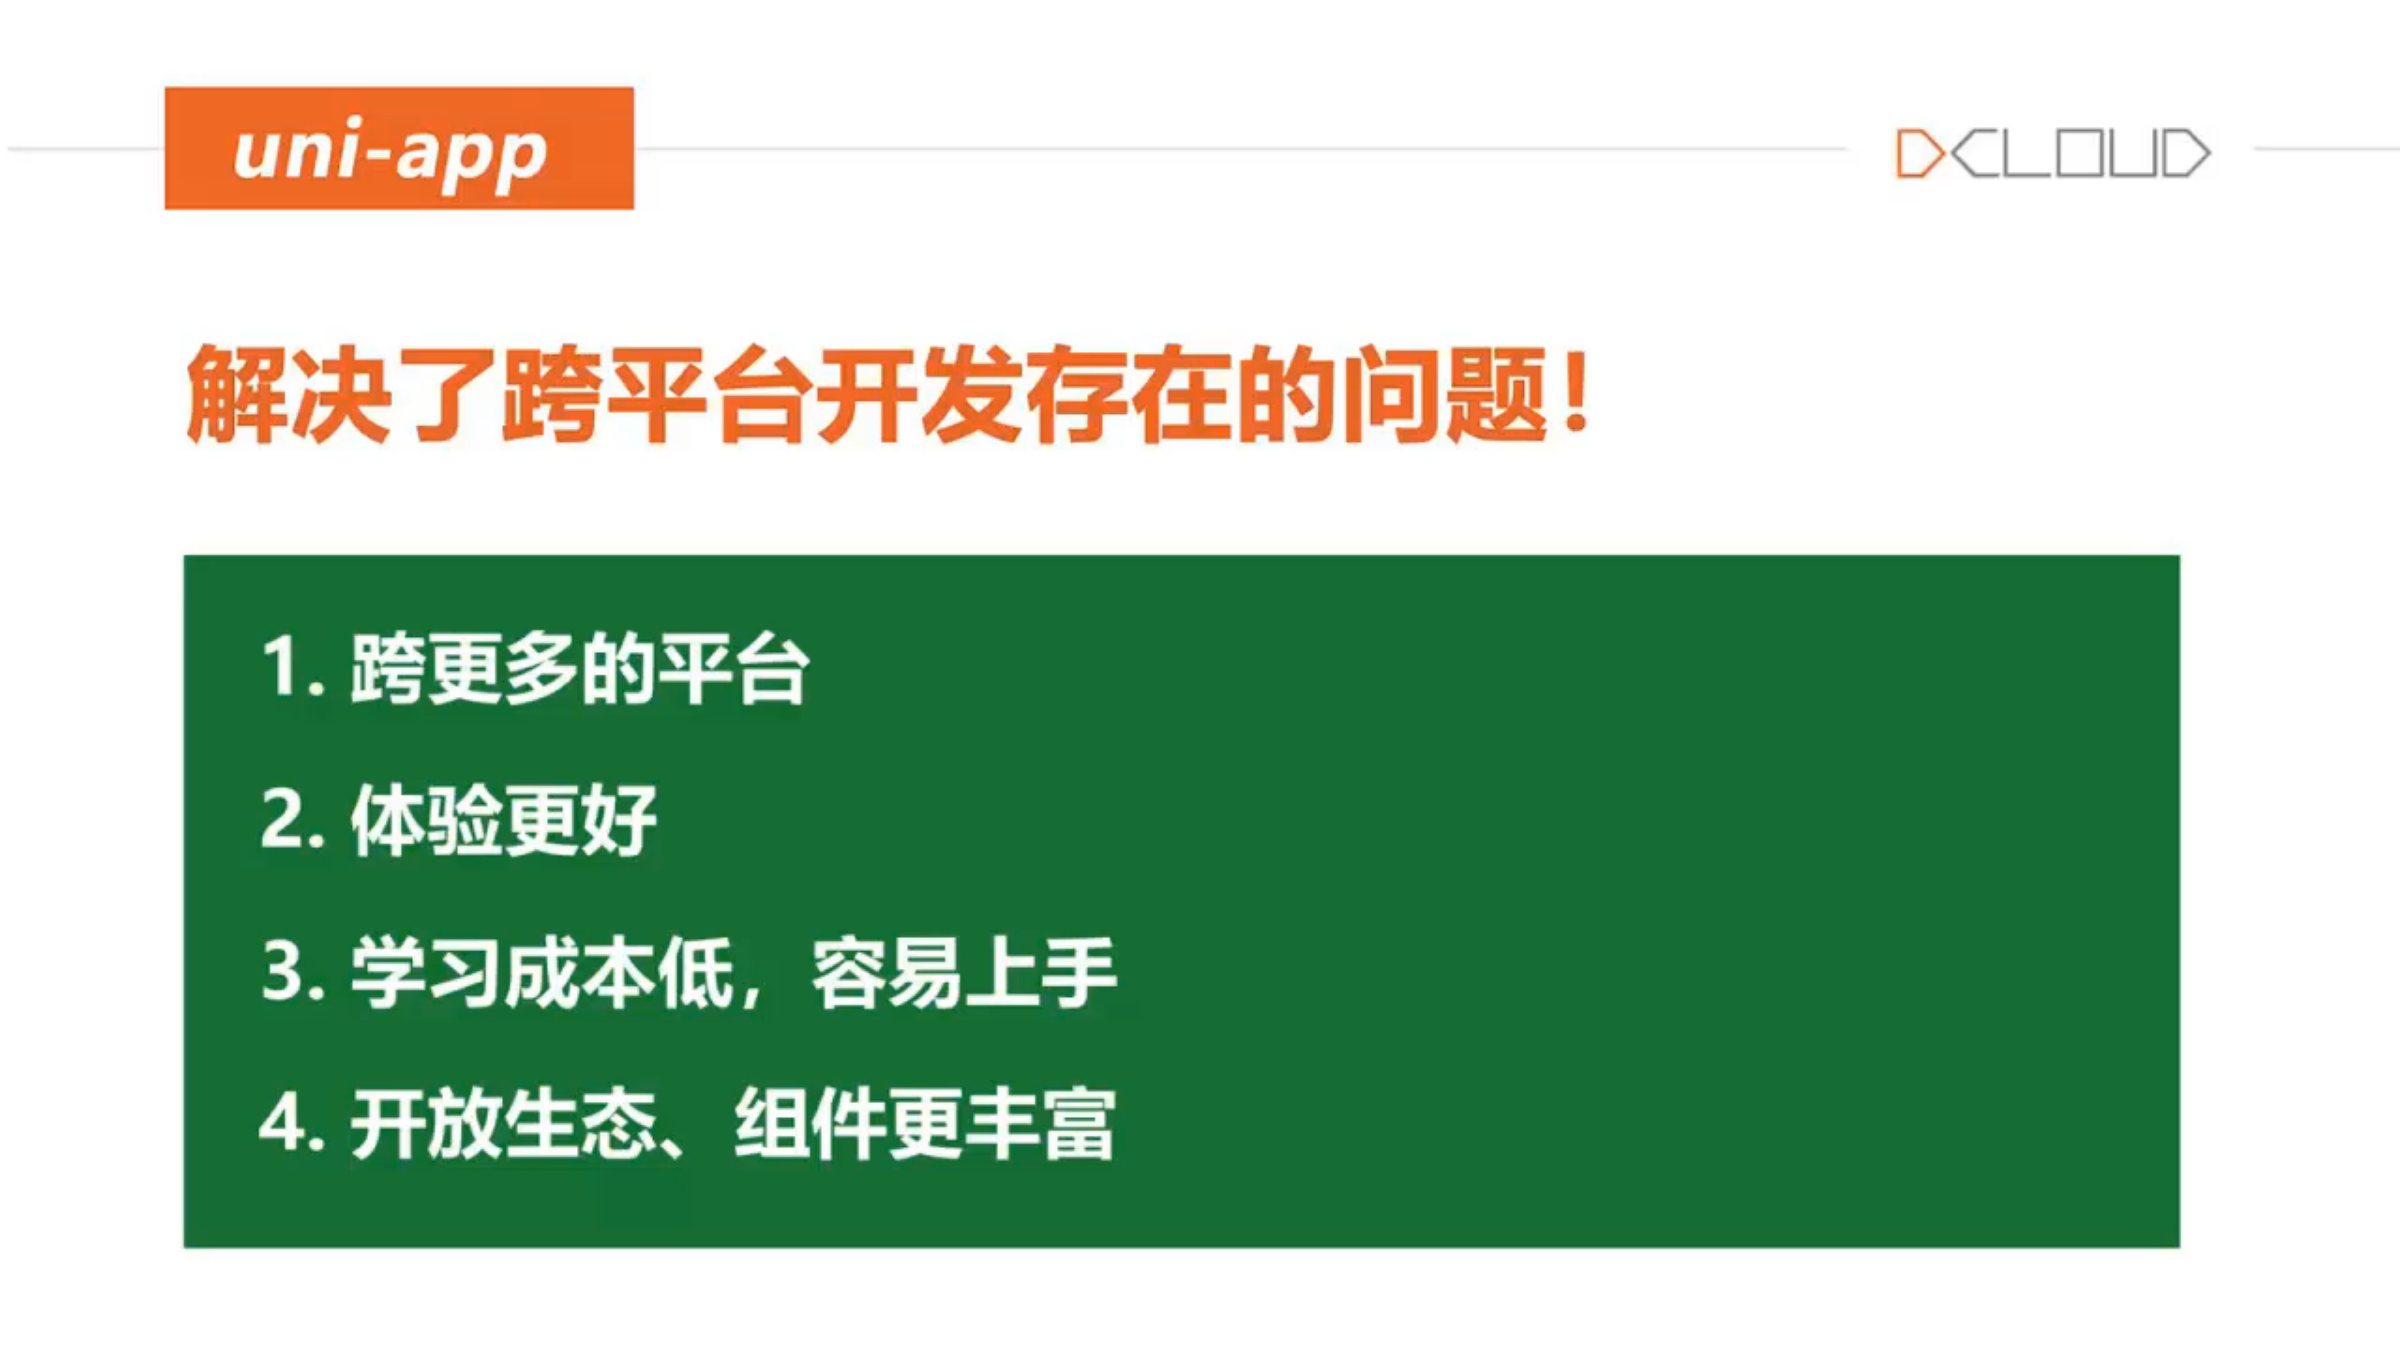 uni-app
DCLOUD
解决了跨平台开发存在的问题！
1. 跨更多的平台
2. 体验更好
3. 学习成本低，容易上手
4. 开放生态、组件更丰富